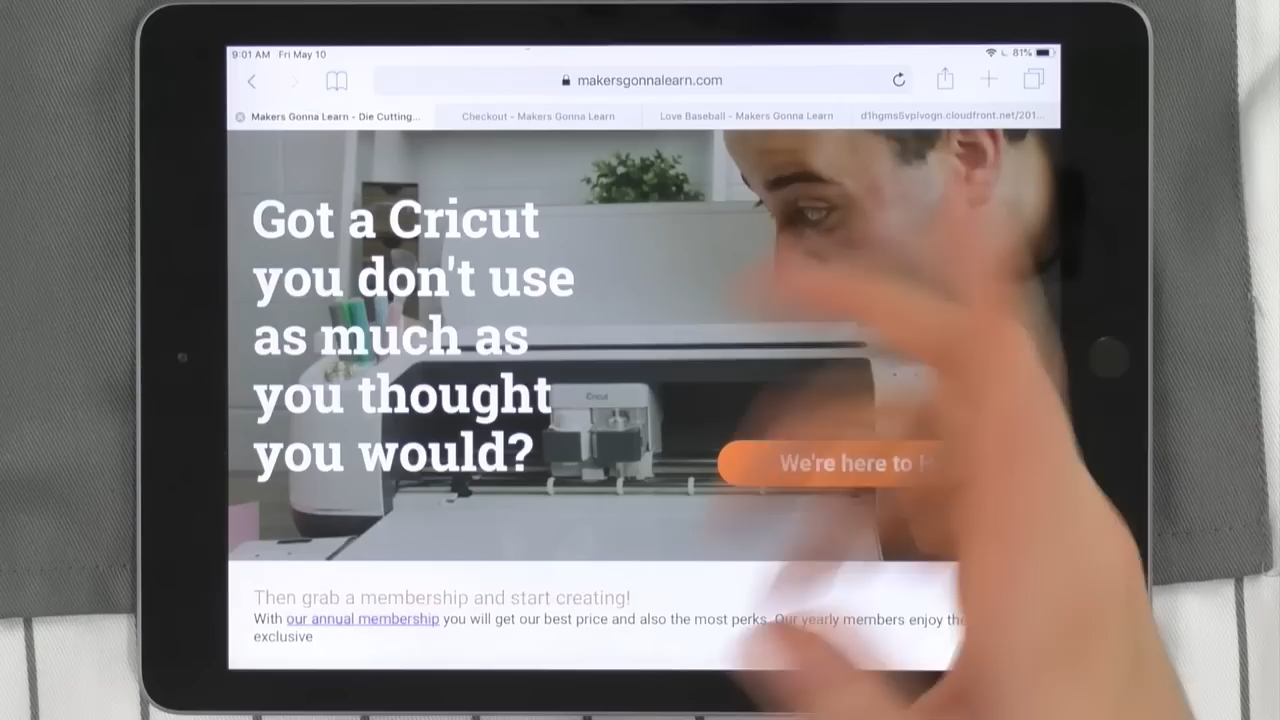 9:01 AM Fri May 10
81%
makersgonnalearn.com
Makers Gonna Learn - Die Cutting...
Checkout - Makers Gonna Learn
Love Baseball - Makers Gonna Learn
d1hgms5vplvogn.cloudfront.net/201...
Got a Cricut
you don't use
as much as
you thought
you would?
Cricut
We're here to
Then grab a membership and start creating!
With our annual membership you will get our best price and also the most perks. Our yearly members enjoy the
exclusive